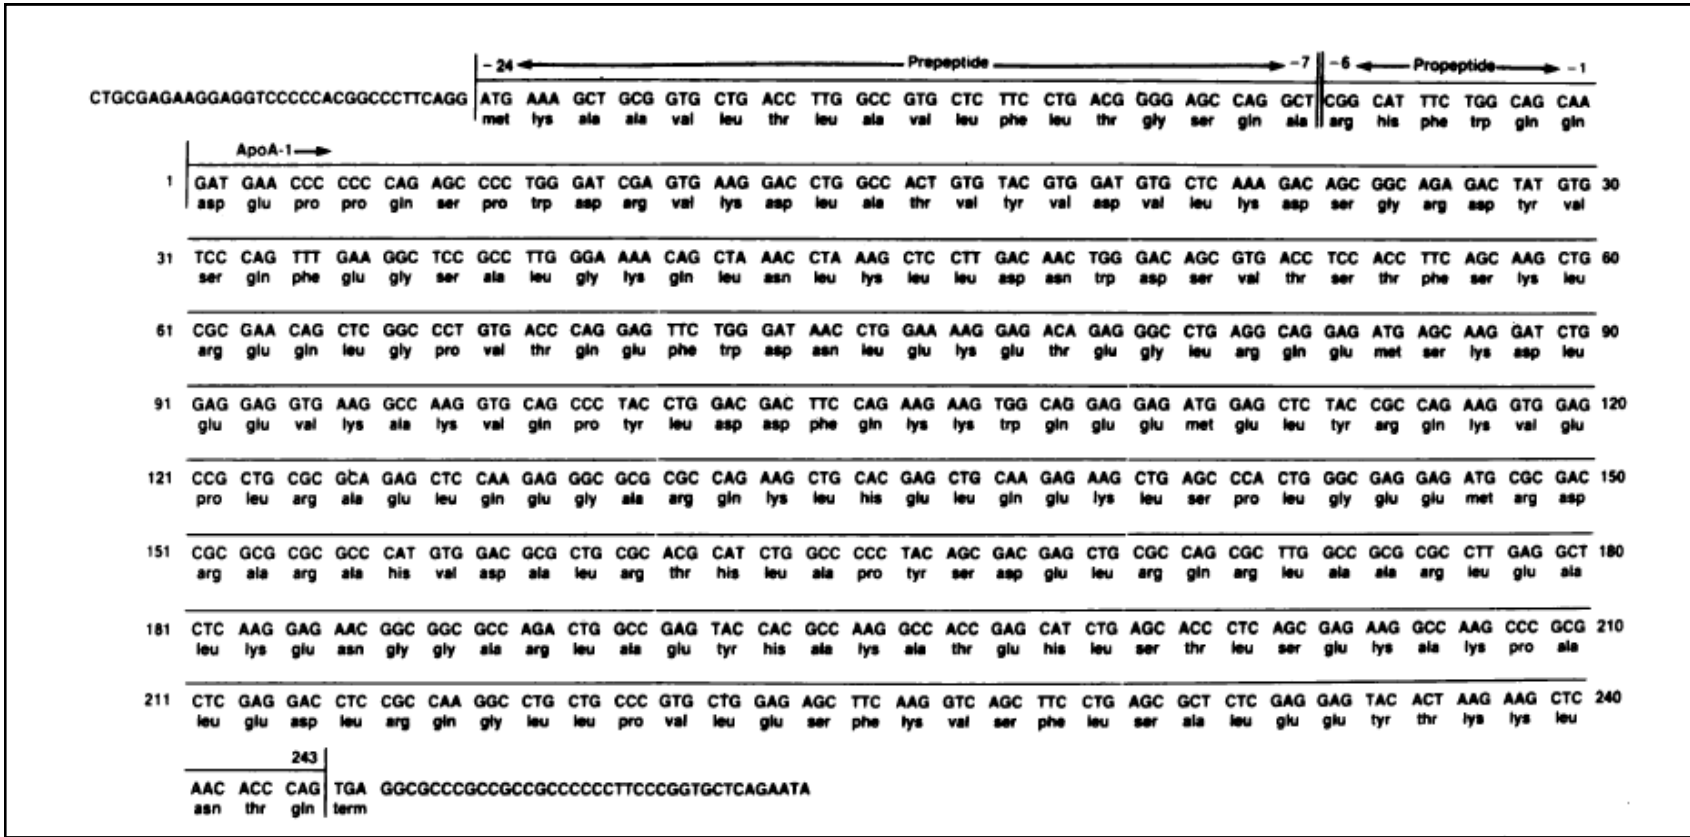 -24 Prepeptide -7 -6 Propeptide -1
CTGCGAGAAGGAGGTCCCCCACGGCCCTTCAGG ATG AAA GCT GCG GTG CTG ACC TTG GCC GTG CTC TTC CTG ACG GGG AGC CAG GCT CGG CAT TTC TGG CAG CAA
met lys ala ala val leu thr leu ala val leu phe leu thr gly ser gln ala arg his phe trp gln gln
ApoA-1
1 GAT GAA CCC CCC CAG AGC CCC TGG GAT CGA GTG AAG GAC CTG GCC ACT GTG TAC GTG GAT GTG CTC AAA GAC AGC GGC AGA GAC TAT GTG 30
asp glu pro pro gln ser pro trp asp arg val lys asp leu ala thr val tyr val asp val leu lys asp ser gly arg asp tyr val
31 TCC CAG TTT GAA GGC TCC GCC TTG GGA AAA CAG CTA AAC CTA AAG CTC CTT GAC AAC TGG GAC AGC GTG ACC TCC ACC TTC AGC AAG CTG 60
ser gln phe glu gly ser ala leu gly lys gln leu asn leu lys leu leu asp asn trp asp ser val thr ser thr phe ser lys leu
61 CGC GAA CAG CTC GGC CCT GTG ACC CAG GAG TTC TGG GAT AAC CTG GAA AAG GAG ACA GAG GGC CTG AGG CAG GAG ATG AGC AAG GAT CTG 90
arg glu gln leu gly pro val thr gln glu phe trp asp asn leu glu lys glu thr glu gly leu arg gln glu met ser lys asp leu
91 GAG GAG GTG AAG GCC AAG GTG CAG CCC TAC CTG GAC GAC TTC CAG AAG AAG TGG CAG GAG GAG ATG GAG CTC TAC CGC CAG AAG GTG GAG 120
glu glu val lys ala lys val gln pro tyr leu asp asp phe gln lys lys trp gln glu glu met glu leu tyr arg gln lys val glu
121 CCG CTG CGC GCA GAG CTC CAA GAG GGC GCG CGC CAG AAG CTG CAC GAG CTG CAA GAG AAG CTG AGC CCA CTG GGC GAG GAG ATG CGC GAC 150
pro leu arg ala glu leu gln glu gly ala arg gln lys leu his glu leu gln glu lys leu ser pro leu gly glu glu met arg asp
151 CGC GCG CGC GCC CAT GTG GAC GCG CTG CGC ACG CAT CTG GCC CCC TAC AGC GAC GAG CTG CGC CAG CGC TTG GCC GCG CGC CTT GAG GCT 180
arg ala arg ala his val asp ala leu arg thr his leu ala pro tyr ser asp glu leu arg gln arg leu ala ala arg leu glu ala
181 CTC AAG GAG AAC GGC GGC GCC AGA CTG GCC GAG TAC CAC GCC AAG GCC ACC GAG CAT CTG AGC ACC CTC AGC GAG AAG GCC AAG CCC GCG 210
leu lys glu asn gly gly ala arg leu ala glu tyr his ala lys ala thr glu his leu ser thr leu ser glu lys ala lys pro ala
211 CTC GAG GAC CTC CGC CAA GGC CTG CTG CCC GTG CTG GAG AGC TTC AAG GTC AGC TTC CTG AGC GCT CTC GAG GAG TAC ACT AAG AAG CTC 240
leu glu asp leu arg gln gly leu leu pro val leu glu ser phe lys val ser phe leu ser ala leu glu glu tyr thr lys lys leu
243
AAC ACC CAG TGA GGCGCCCGCCGCCGCCCCCCTTCCCGGTGCTCAGAATA
asn thr gln term